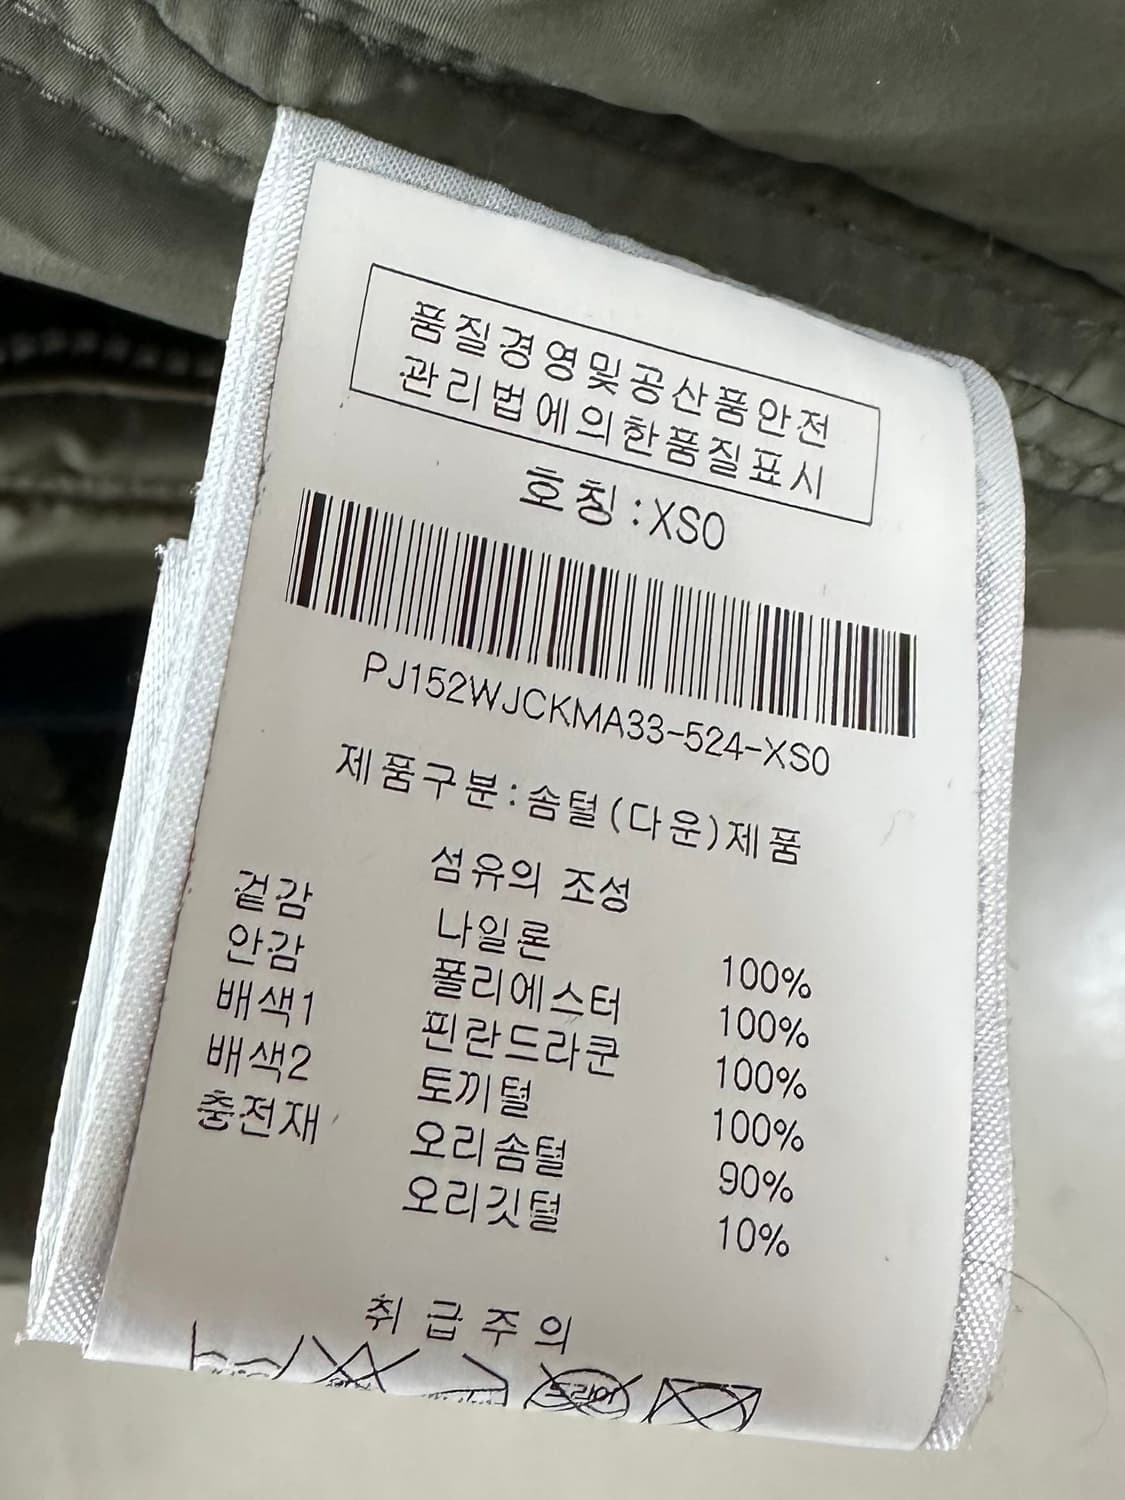 품질경영및공산품안전
관리법에의한품질표시
호칭:XS0
PJ152WJCKMA33-524-XS0
제품구분:솜털(다운)제품
섬유의 조성
겉감 나일론 100%
안감 폴리에스터 100%
배색1 핀란드라쿤 100%
배색2 토끼털 100%
충전재 오리솜털 90%
오리깃털 10%
취급주의
드라이